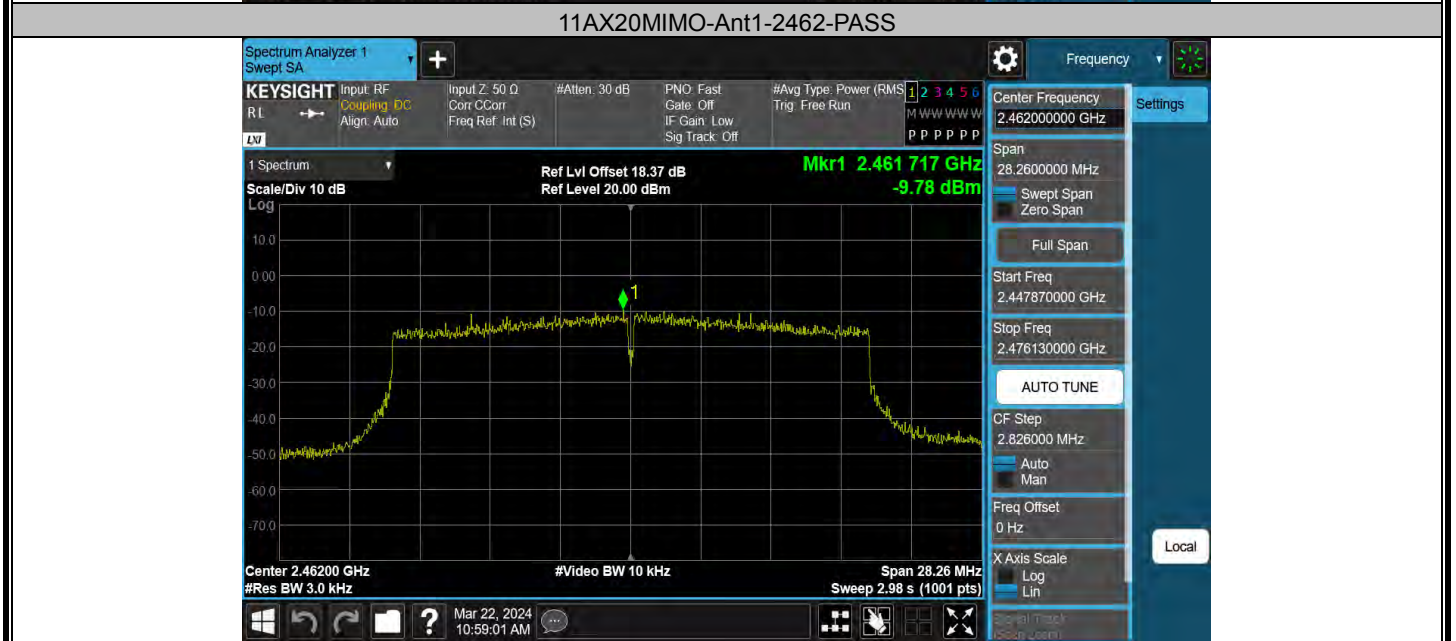 11AX20MIMO-Ant1-2462-PASS
Spectrum Analyzer 1
Swept SA
+
Frequency
KEYSIGHT
RL
LXI
Input: RF
Coupling: DC
Align: Auto
Input Z: 50 Ω
Corr CCorr
Freq Ref: Int (S)
#Atten: 30 dB
PNO: Fast
Gate: Off
IF Gain: Low
Sig Track: Off
#Avg Type: Power (RMS
Trig: Free Run
1 2 3 4 5 6
M W W W W W
P P P P P P
Center Frequency
2.462000000 GHz
Settings
Span
28.2600000 MHz
Swept Span
Zero Span
Full Span
Start Freq
2.447870000 GHz
Stop Freq
2.476130000 GHz
AUTO TUNE
CF Step
2.826000 MHz
Auto
Man
Freq Offset
0 Hz
X Axis Scale
Log
Lin
Local
1 Spectrum
Scale/Div 10 dB
Log
Ref Lvl Offset 18.37 dB
Ref Level 20.00 dBm
Mkr1 2.461 717 GHz
-9.78 dBm
10.0
0.00
-10.0
-20.0
-30.0
-40.0
-50.0
-60.0
-70.0
1
Center 2.46200 GHz
#Res BW 3.0 kHz
#Video BW 10 kHz
Span 28.26 MHz
Sweep 2.98 s (1001 pts)
?
Mar 22, 2024
10:59:01 AM